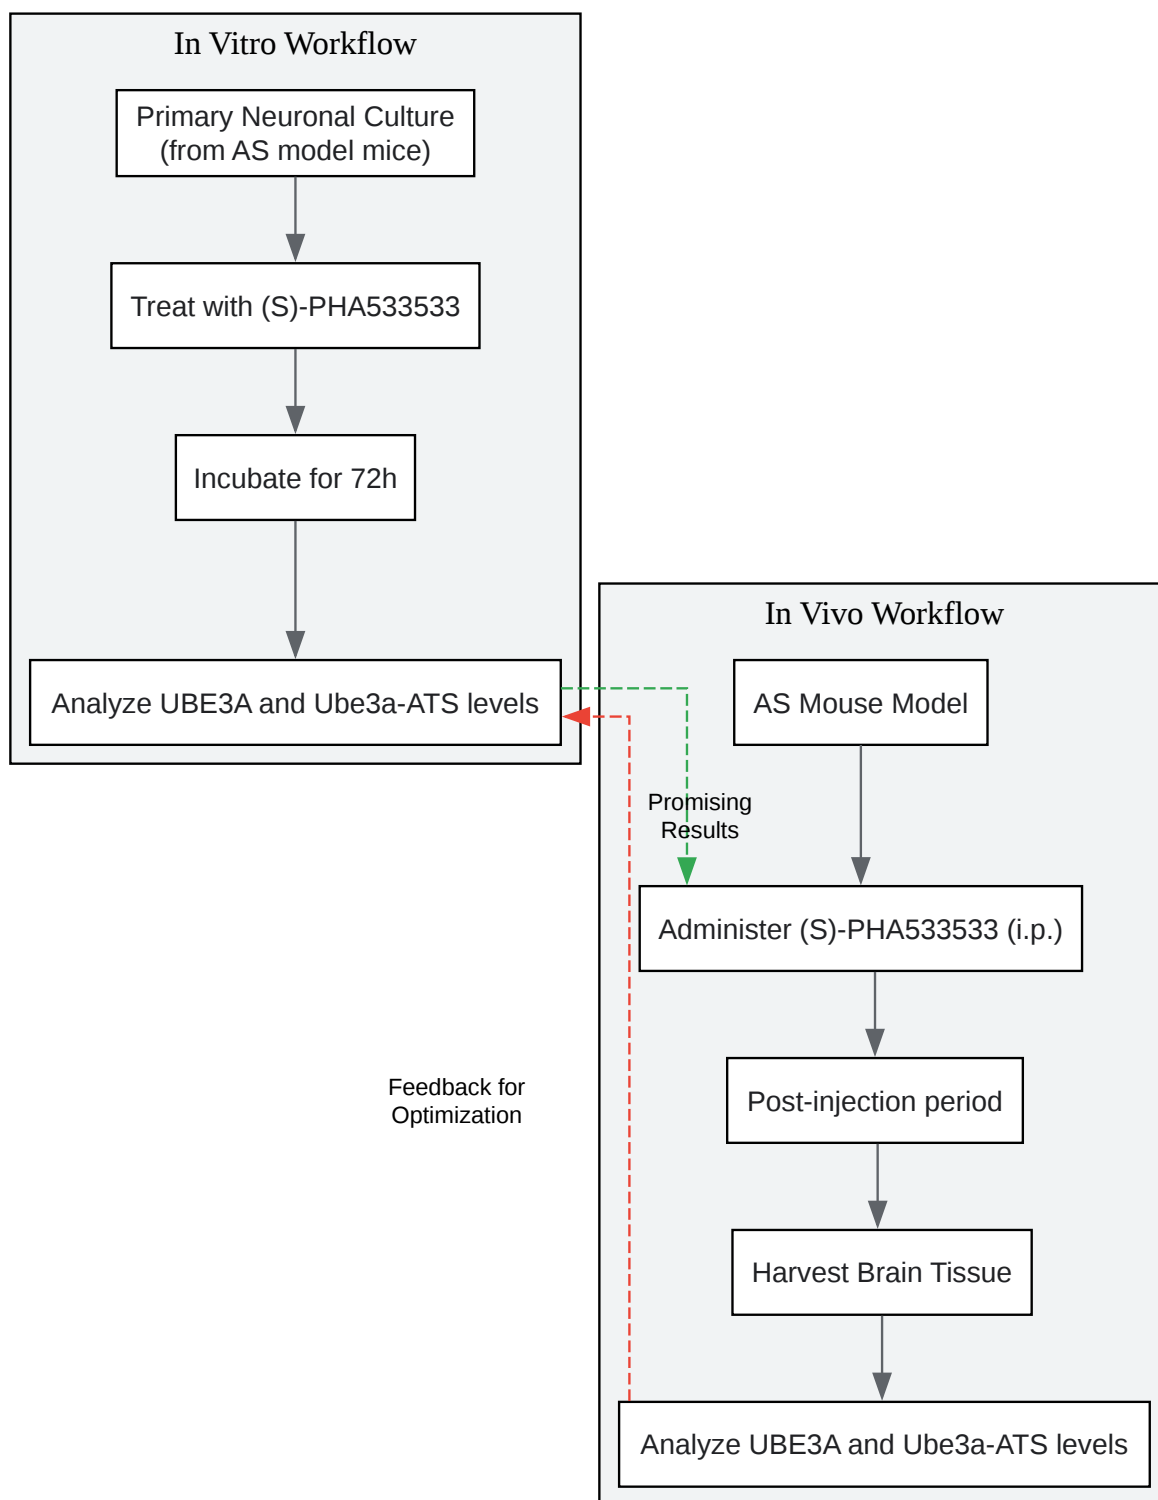 In Vitro Workflow
Primary Neuronal Culture
(from AS model mice)
Treat with (S)-PHA533533
Incubate for 72h
Analyze UBE3A and Ube3a-ATS levels
In Vivo Workflow
AS Mouse Model
Promising
Results
Administer (S)-PHA533533 (i.p.)
Feedback for
Optimization
Post-injection period
Harvest Brain Tissue
Analyze UBE3A and Ube3a-ATS levels